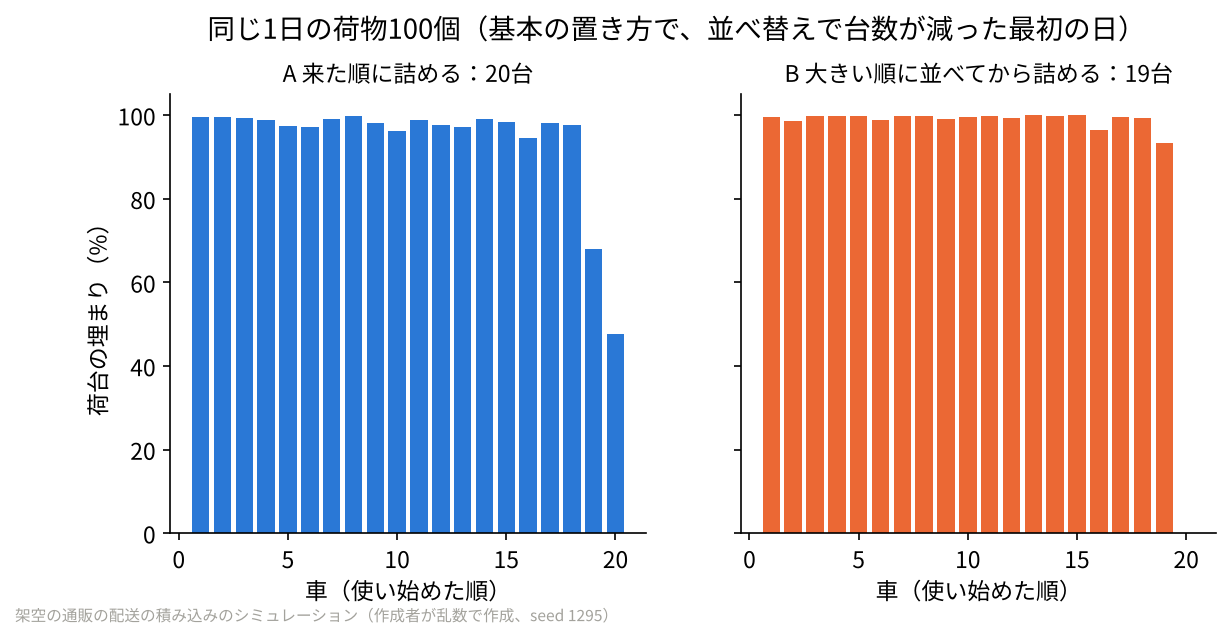 同じ1日の荷物100個（基本の置き方で、並べ替えで台数が減った最初の日）
A 来た順に詰める：20台
荷台の埋まり（%）
100
80
60
40
20
0
0 5 10 15 20
車（使い始めた順）
B 大きい順に並べてから詰める：19台
0 5 10 15 20
車（使い始めた順）
架空の通販の配送の積み込みのシミュレーション（作成者が乱数で作成、seed 1295）